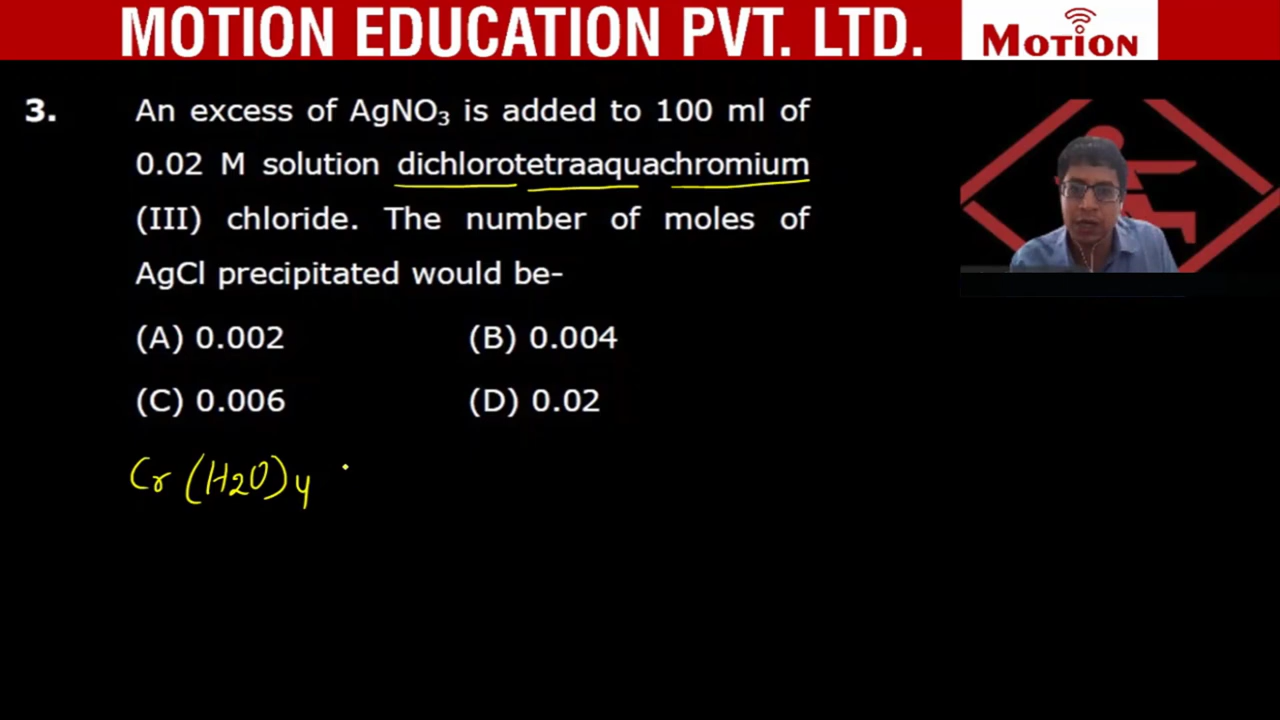 MOTION EDUCATION PVT. LTD.
MOTION
3. An excess of AgNO₃ is added to 100 ml of
0.02 M solution dichlorotetraaquachromium
(III) chloride. The number of moles of
AgCl precipitated would be-
(A) 0.002 (B) 0.004
(C) 0.006 (D) 0.02
Cr (H₂O)₄